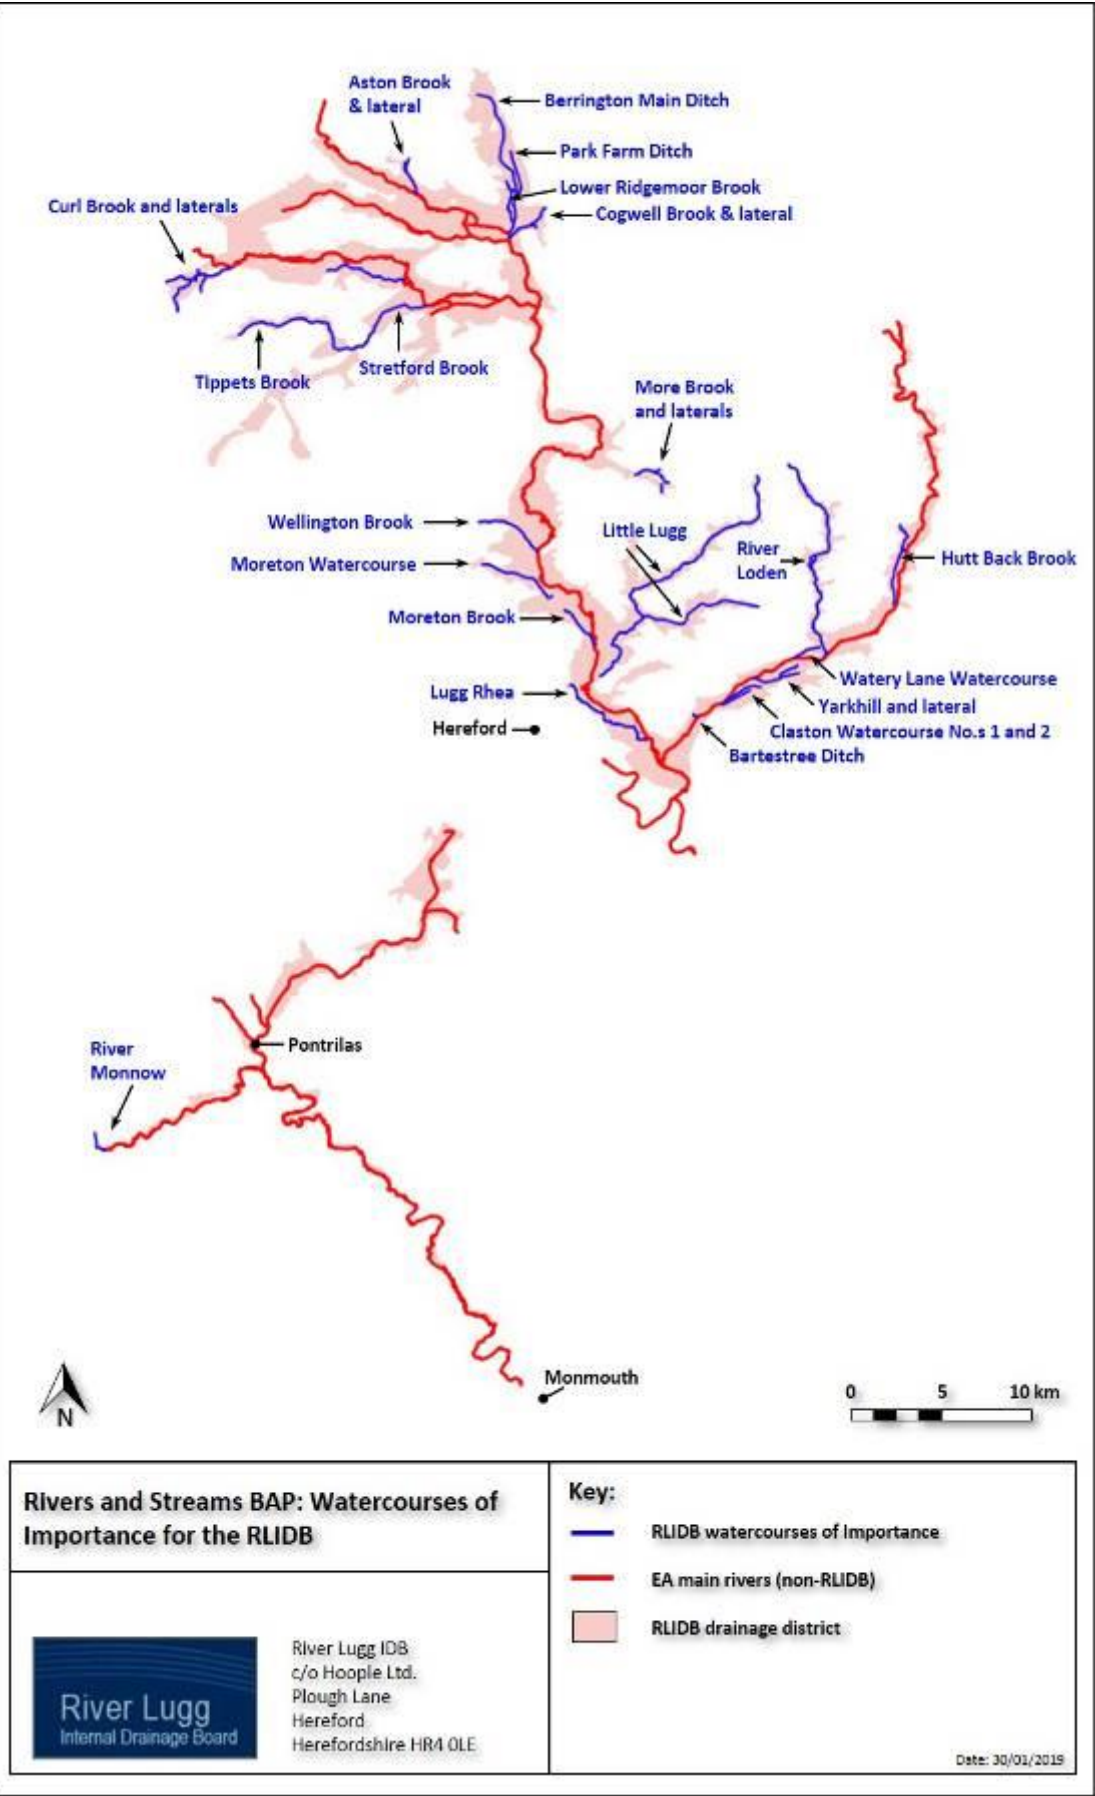 Aston Brook
& lateral
Berrington Main Ditch
Park Farm Ditch
Lower Ridgemoor Brook
Cogwell Brook & lateral
Curl Brook and laterals
Tippets Brook
Stretford Brook
More Brook
and laterals
Wellington Brook
Little Lugg
River
Loden
Hutt Back Brook
Moreton Watercourse
Moreton Brook
Watery Lane Watercourse
Lugg Rhea
Yarkhill and lateral
Hereford
Claston Watercourse No.s 1 and 2
Bartestree Ditch
Pontrilas
River
Monnow
Monmouth
N
0 5 10 km
Rivers and Streams BAP: Watercourses of
Importance for the RLIDB
Key:
RLIDB watercourses of Importance
EA main rivers (non-RLIDB)
RLIDB drainage district
River Lugg
Internal Drainage Board
River Lugg IDB
c/o Hoople Ltd.
Plough Lane
Hereford
Herefordshire HR4 0LE
Date: 30/01/2019